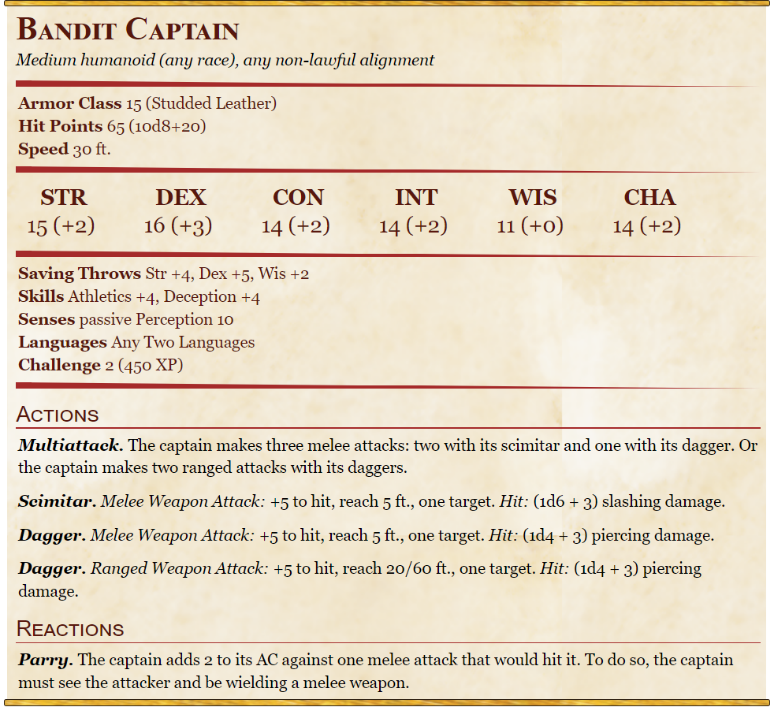 Bandit Captain
Medium humanoid (any race), any non-lawful alignment
Armor Class 15 (Studded Leather)
Hit Points 65 (10d8+20)
Speed 30 ft.
STR DEX CON INT WIS CHA
15 (+2) 16 (+3) 14 (+2) 14 (+2) 11 (+0) 14 (+2)
Saving Throws Str +4, Dex +5, Wis +2
Skills Athletics +4, Deception +4
Senses passive Perception 10
Languages Any Two Languages
Challenge 2 (450 XP)
Actions
Multiattack. The captain makes three melee attacks: two with its scimitar and one with its dagger. Or
the captain makes two ranged attacks with its daggers.
Scimitar. Melee Weapon Attack: +5 to hit, reach 5 ft., one target. Hit: (1d6 + 3) slashing damage.
Dagger. Melee Weapon Attack: +5 to hit, reach 5 ft., one target. Hit: (1d4 + 3) piercing damage.
Dagger. Ranged Weapon Attack: +5 to hit, reach 20/60 ft., one target. Hit: (1d4 + 3) piercing
damage.
Reactions
Parry. The captain adds 2 to its AC against one melee attack that would hit it. To do so, the captain
must see the attacker and be wielding a melee weapon.